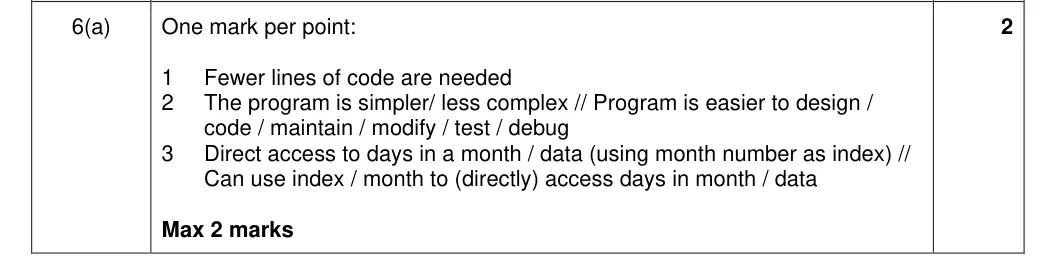 6(a) One mark per point: 2
1 Fewer lines of code are needed
2 The program is simpler/ less complex // Program is easier to design /
code / maintain / modify / test / debug
3 Direct access to days in a month / data (using month number as index) //
Can use index / month to (directly) access days in month / data
Max 2 marks